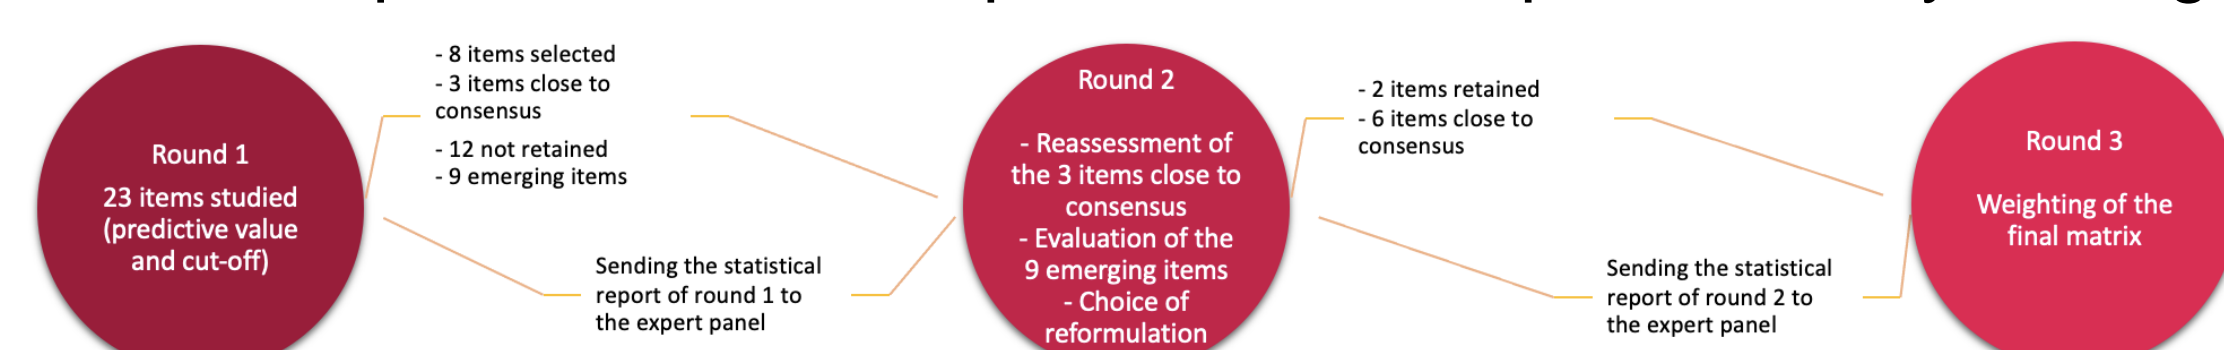 Round 1
23 items studied
(predictive value
and cut-off)
- 8 items selected
- 3 items close to
consensus
- 12 not retained
- 9 emerging items
Sending the statistical
report of round 1 to
the expert panel
Round 2
- Reassessment of
the 3 items close to
consensus
- Evaluation of the
9 emerging items
- Choice of
reformulation
- 2 items retained
- 6 items close to
consensus
Sending the statistical
report of round 2 to
the expert panel
Round 3
Weighting of the
final matrix